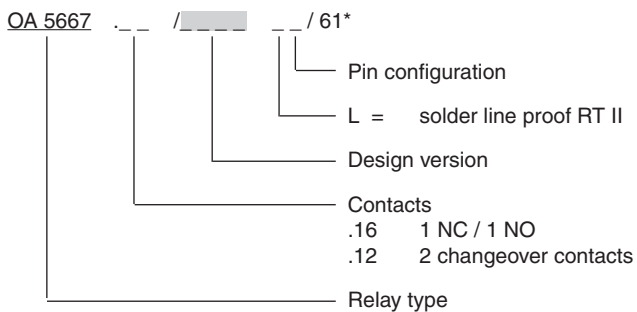 OA 5667 ._ _ /_ _ _ _ _ _ / 61*
Pin configuration
L = solder line proof RT II
Design version
Contacts
.16 1 NC / 1 NO
.12 2 changeover contacts
Relay type